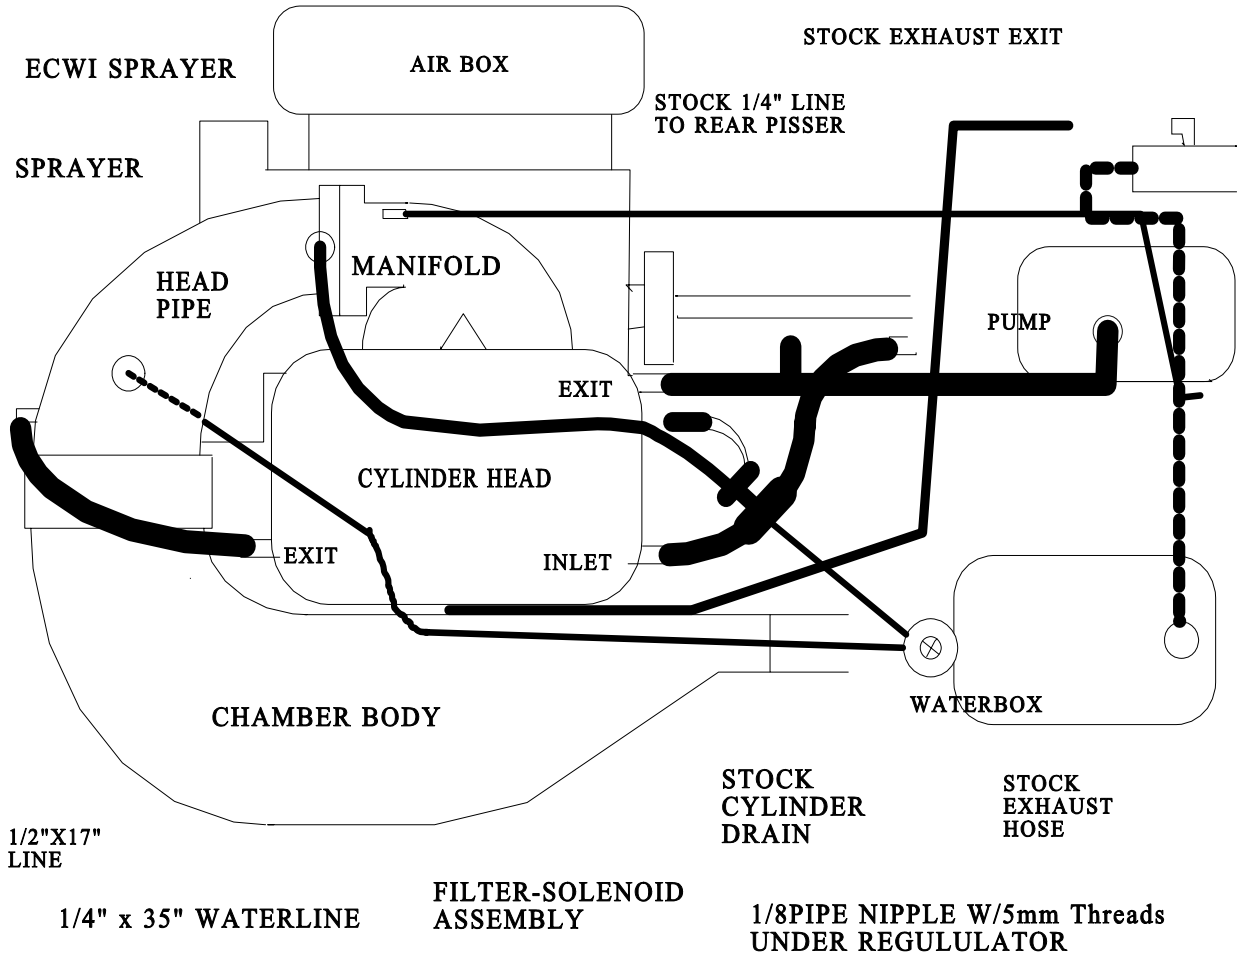 STOCK EXHAUST EXIT
ECWI SPRAYER
AIR BOX
STOCK 1/4" LINE
TO REAR PISSER
SPRAYER
MANIFOLD
HEAD
PIPE
PUMP
EXIT
CYLINDER HEAD
EXIT
INLET
WATERBOX
CHAMBER BODY
STOCK
CYLINDER
DRAIN
STOCK
EXHAUST
HOSE
1/2"X17"
LINE
FILTER-SOLENOID
ASSEMBLY
1/4" x 35" WATERLINE
1/8PIPE NIPPLE W/5mm Threads
UNDER REGULULATOR